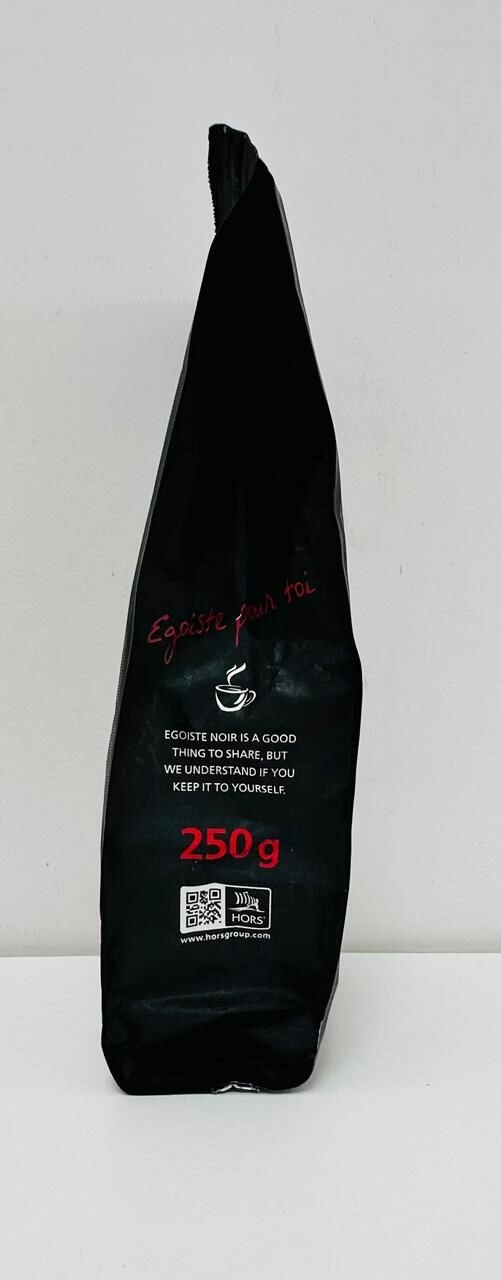 Egoiste pour toi
EGOISTE NOIR IS A GOOD
THING TO SHARE, BUT
WE UNDERSTAND IF YOU
KEEP IT TO YOURSELF.
250 g
HORS®
www.horsgroup.com